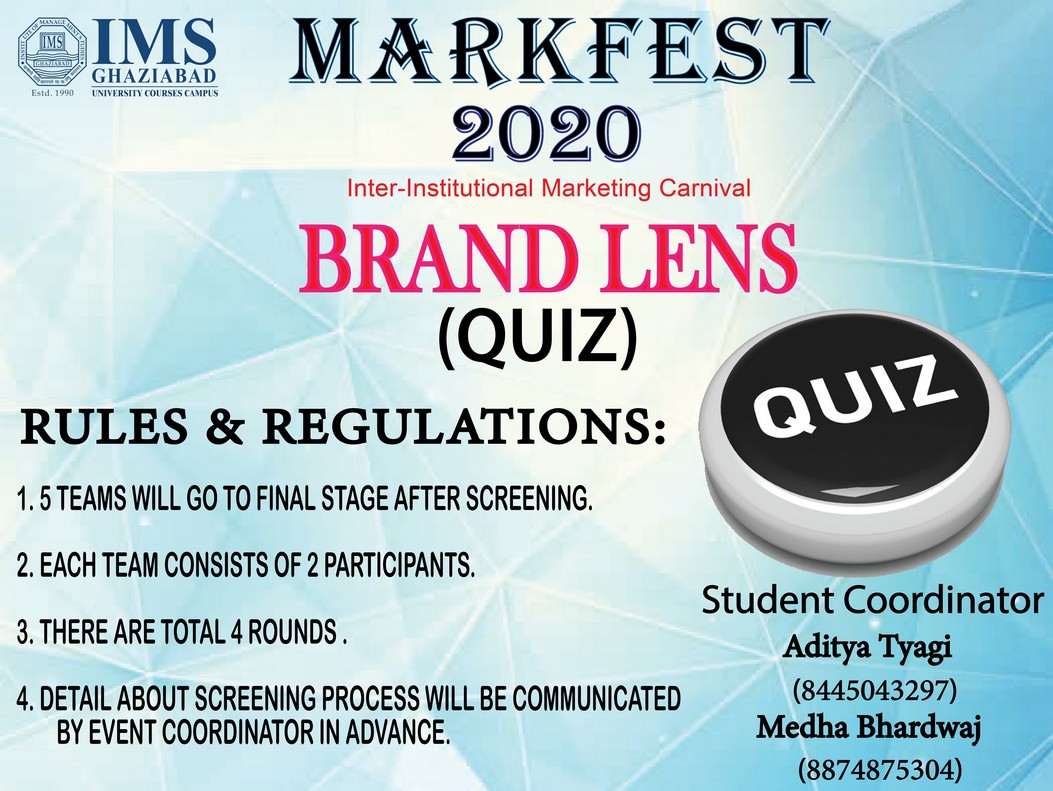 IMS
GHAZIABAD
Estd. 1990
UNIVERSITY COURSES CAMPUS
MARKFEST
2020
Inter-Institutional Marketing Carnival
BRAND LENS
(QUIZ)
QUIZ
RULES & REGULATIONS:
1. 5 TEAMS WILL GO TO FINAL STAGE AFTER SCREENING.
2. EACH TEAM CONSISTS OF 2 PARTICIPANTS.
3. THERE ARE TOTAL 4 ROUNDS .
4. DETAIL ABOUT SCREENING PROCESS WILL BE COMMUNICATED
BY EVENT COORDINATOR IN ADVANCE.
Student Coordinator
Aditya Tyagi
(8445043297)
Medha Bhardwaj
(8874875304)